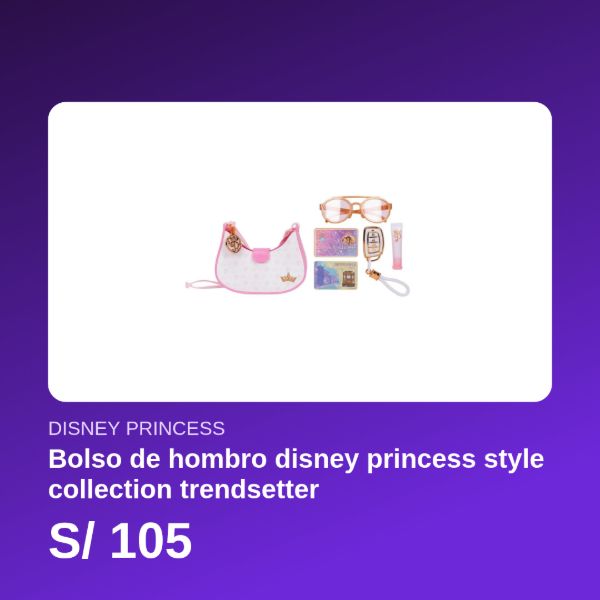 DISNEY PRINCESS
Bolso de hombro disney princess style
collection trendsetter
S/ 105